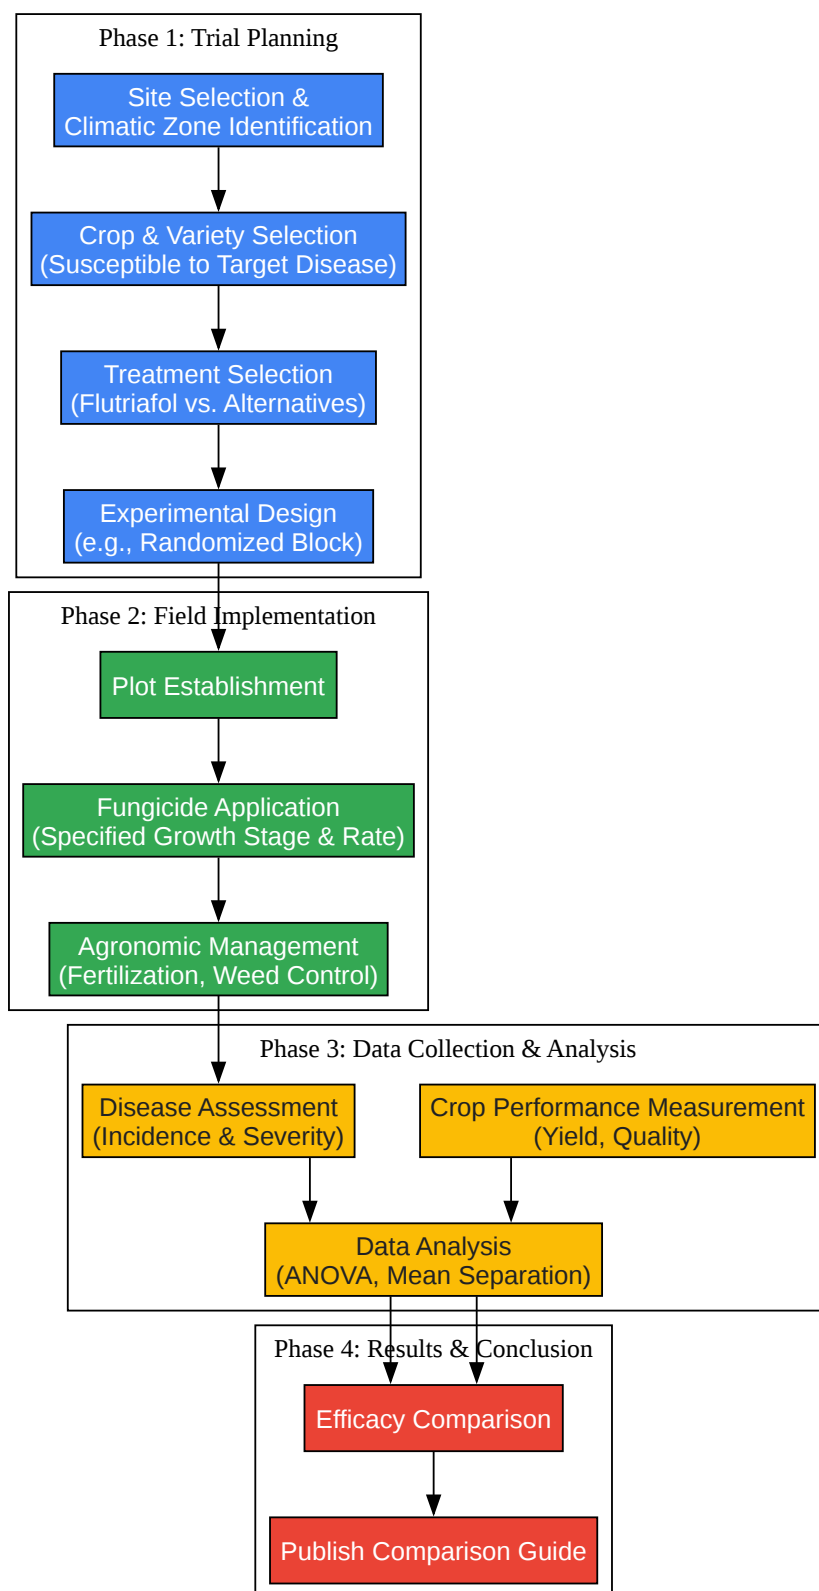 Phase 1: Trial Planning
Site Selection &
Climatic Zone Identification
Crop & Variety Selection
(Susceptible to Target Disease)
Treatment Selection
(Flutriafol vs. Alternatives)
Experimental Design
(e.g., Randomized Block)
Phase 2: Field Implementation
Plot Establishment
Fungicide Application
(Specified Growth Stage & Rate)
Agronomic Management
(Fertilization, Weed Control)
Phase 3: Data Collection & Analysis
Disease Assessment
(Incidence & Severity)
Crop Performance Measurement
(Yield, Quality)
Data Analysis
(ANOVA, Mean Separation)
Phase 4: Results & Conclusion
Efficacy Comparison
Publish Comparison Guide